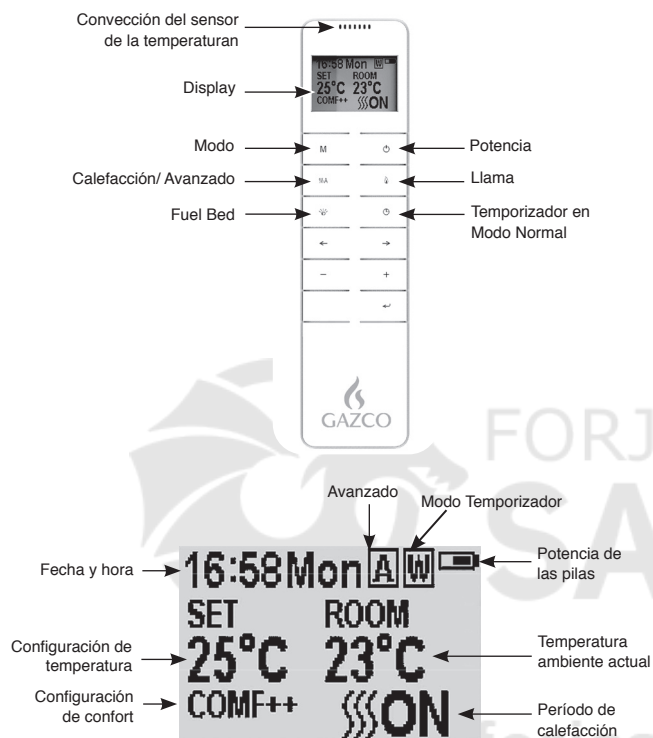 Convección del sensor
de la temperaturan
16:58 Mon W
SET ROOM
25°C 23°C
COMF++ ON
Display
Modo
M
Potencia
Calefacción/ Avanzado
Llama
Fuel Bed
Temporizador en
Modo Normal
← →
− +
GAZCO
FORJ
SA
Avanzado
Modo Temporizador
Fecha y hora
16:58Mon A W
Potencia de
las pilas
SET ROOM
Configuración de
temperatura
25°C 23°C
Temperatura
ambiente actual
Configuración
de confort
COMF++ ON
Período de
calefacción